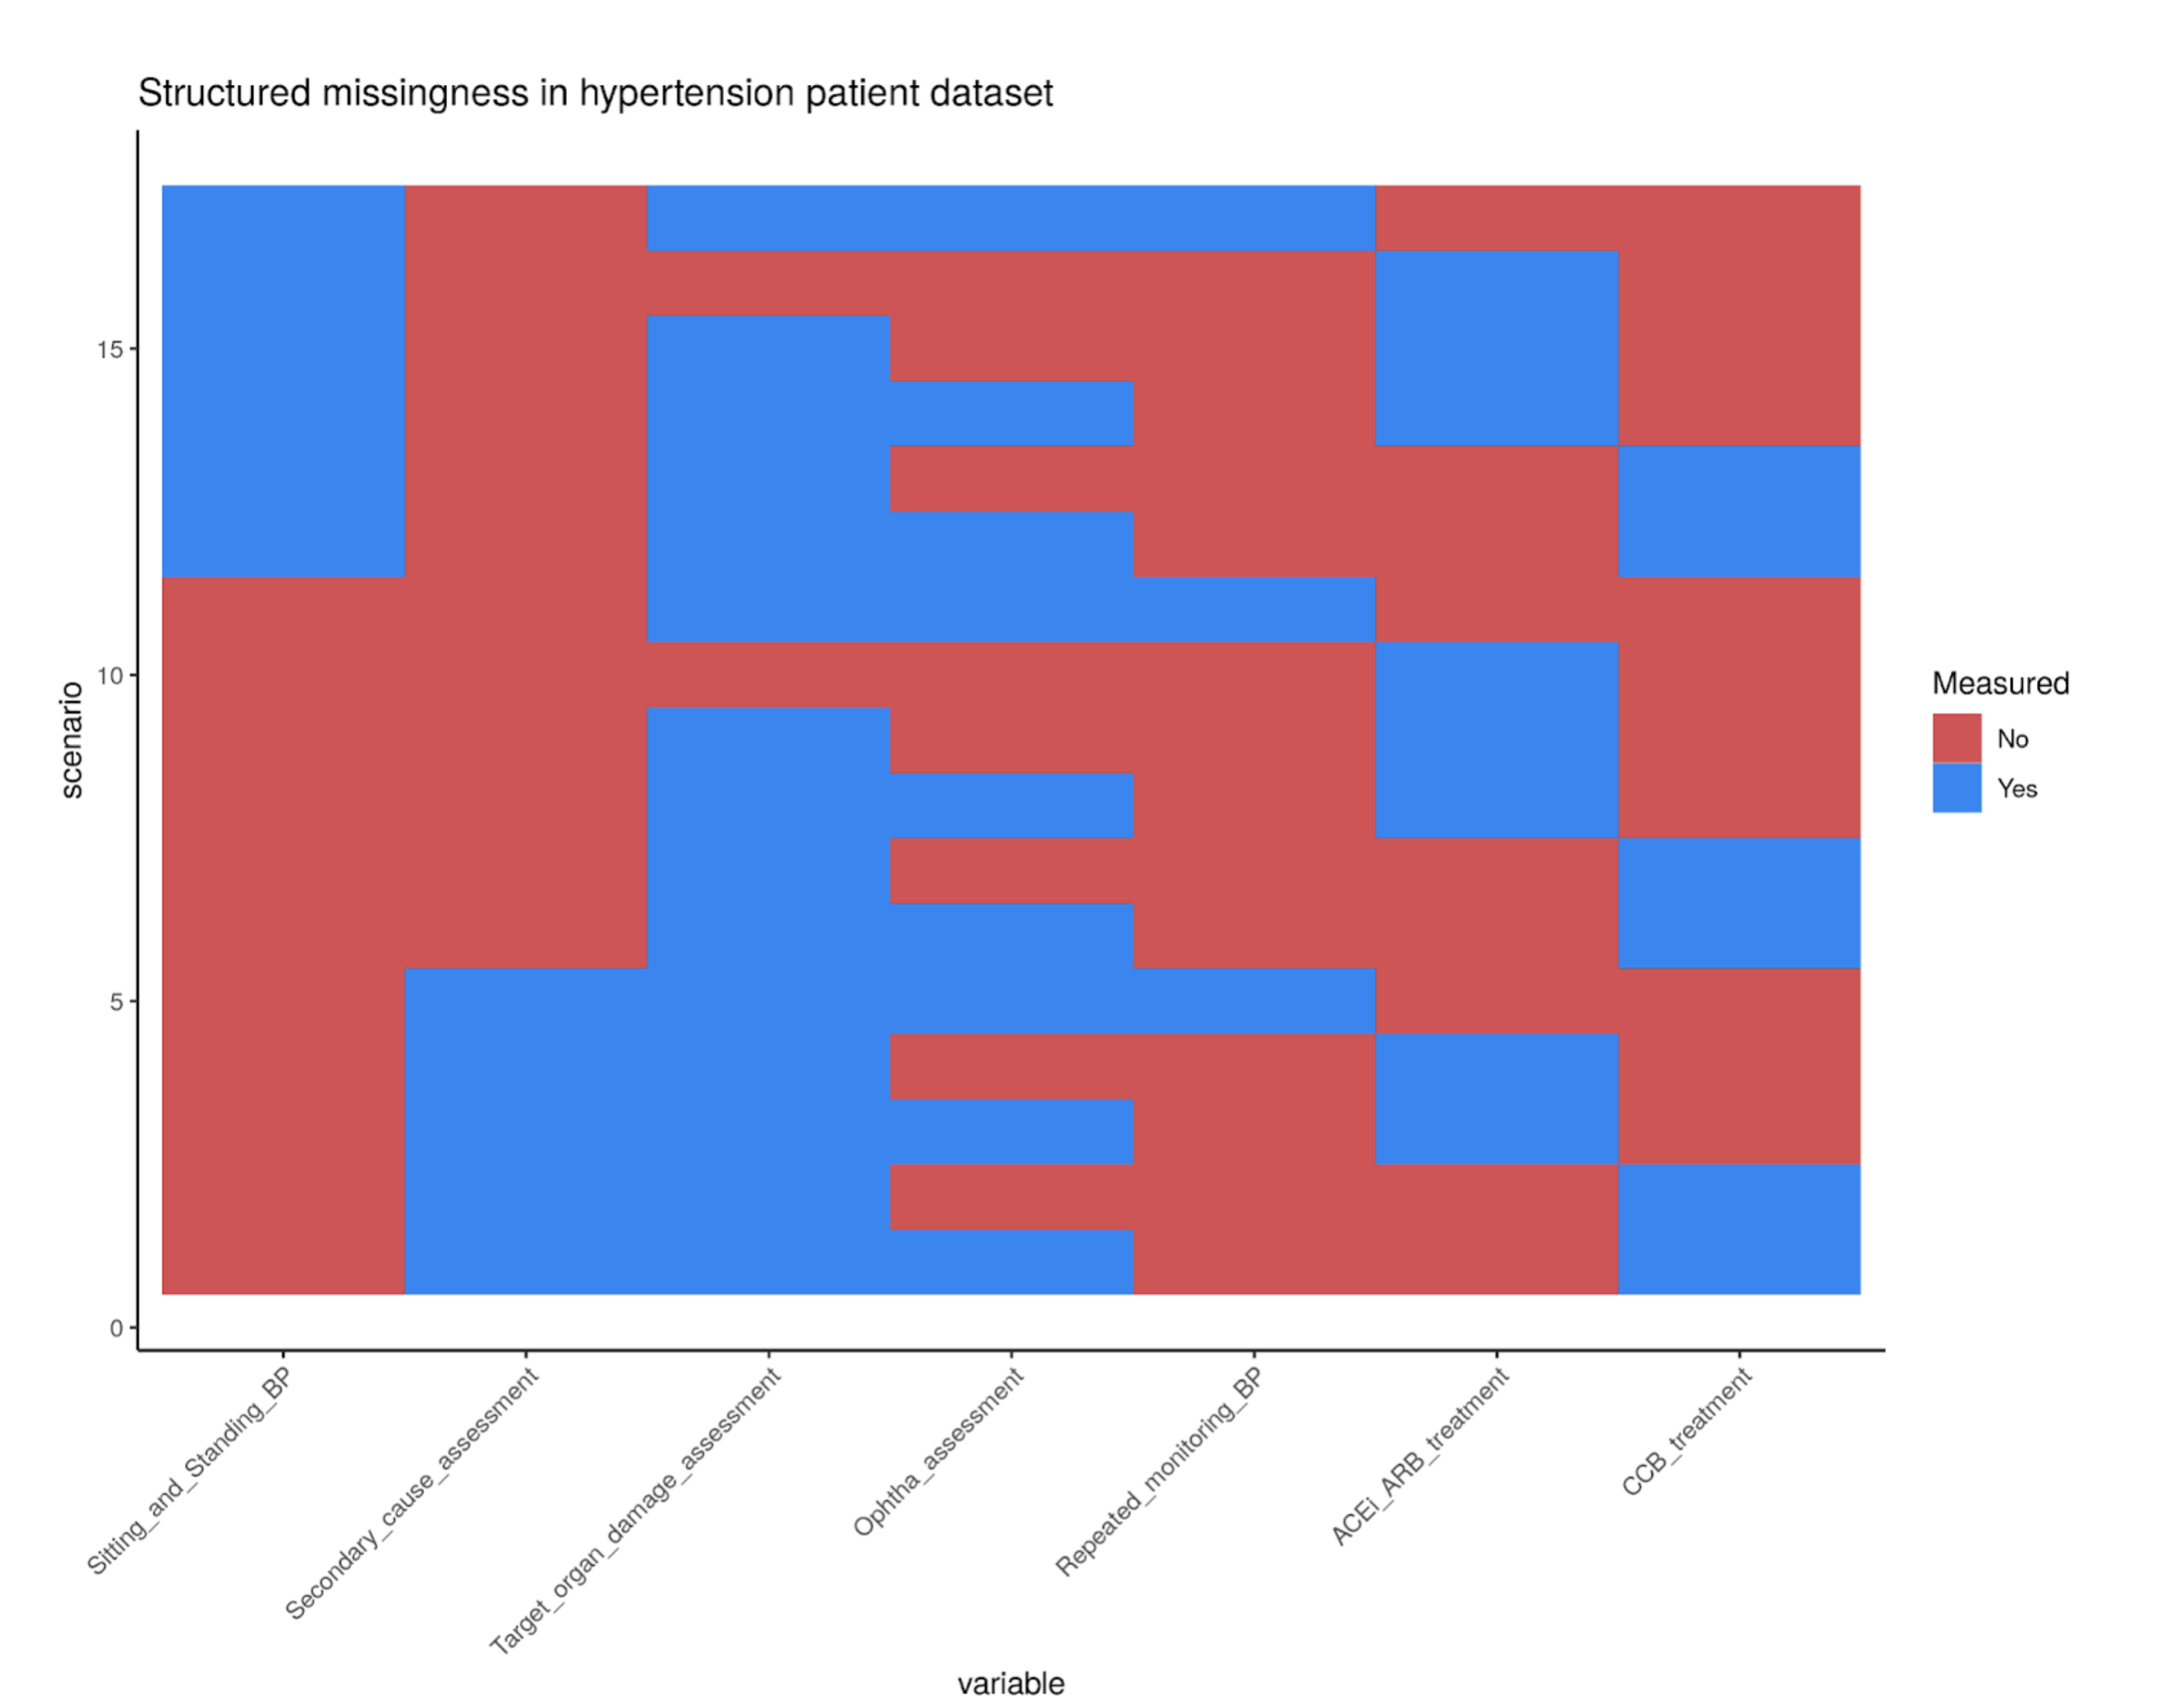 Structured missingness in hypertension patient dataset
scenario
15
10
5
0
Measured
No
Yes
Sitting_and_Standing_BP
Secondary_cause_assessment
Target_organ_damage_assessment
Ophtha_assessment
Repeated_monitoring_BP
ACEi_ARB_treatment
CCB_treatment
variable